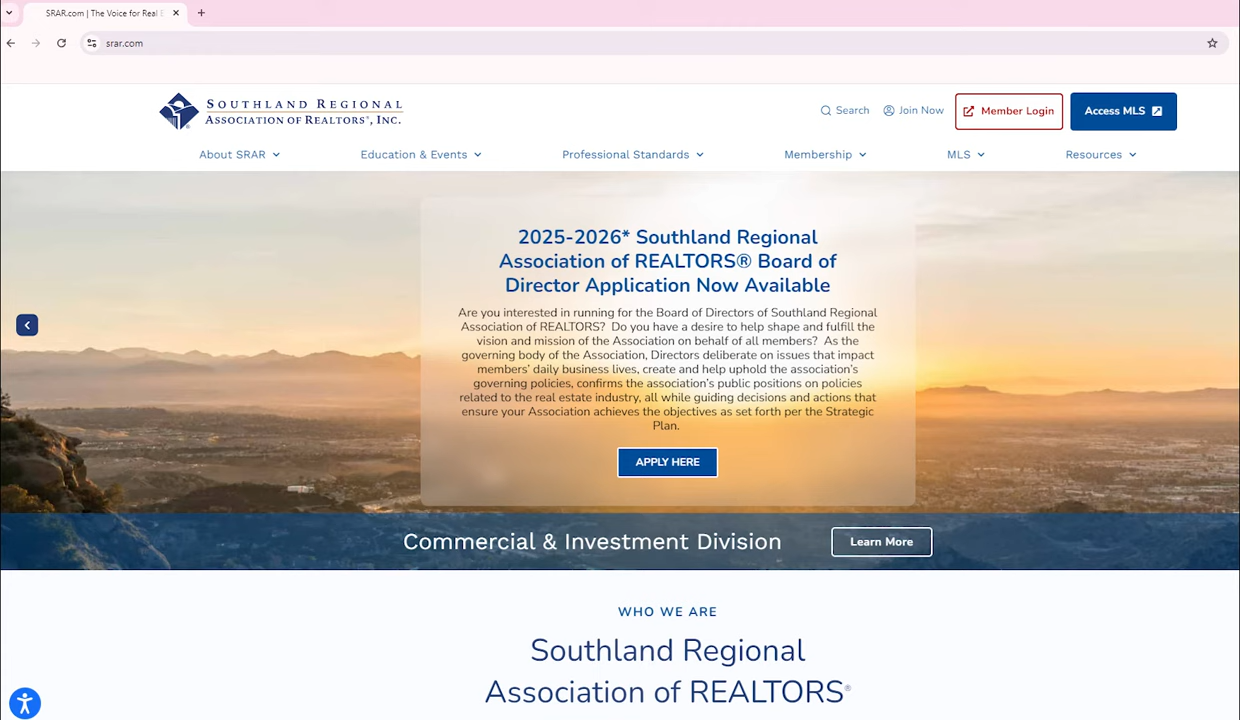 SRAR.com | The Voice for Real E
srar.com
SOUTHLAND REGIONAL
ASSOCIATION OF REALTORS®, INC.
Search
Join Now
Member Login
Access MLS
About SRAR
Education & Events
Professional Standards
Membership
MLS
Resources
2025-2026* Southland Regional
Association of REALTORS® Board of
Director Application Now Available
Are you interested in running for the Board of Directors of Southland Regional
Association of REALTORS?  Do you have a desire to help shape and fulfill the
vision and mission of the Association on behalf of all members?  As the
governing body of the Association, Directors deliberate on issues that impact
members' daily business lives, create and help uphold the association's
governing policies, confirms the association's public positions on policies
related to the real estate industry, all while guiding decisions and actions that
ensure your Association achieves the objectives as set forth per the Strategic
Plan.
APPLY HERE
Commercial & Investment Division
Learn More
WHO WE ARE
Southland Regional
Association of REALTORS®